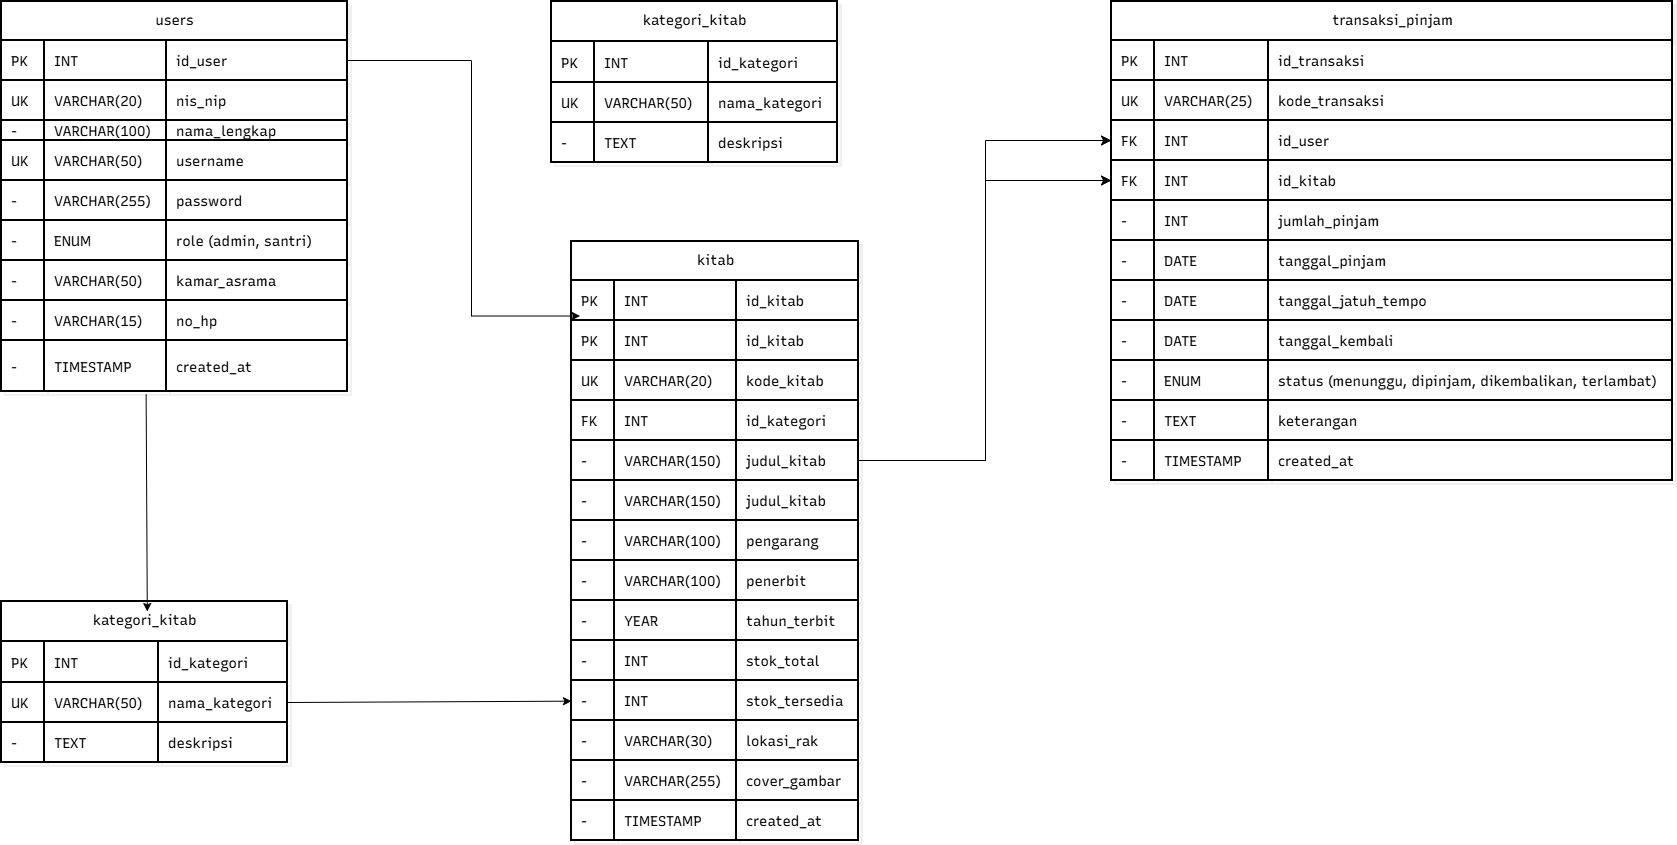 users
PK INT id_user
UK VARCHAR(20) nis_nip
- VARCHAR(100) nama_lengkap
UK VARCHAR(50) username
- VARCHAR(255) password
- ENUM role (admin, santri)
- VARCHAR(50) kamar_asrama
- VARCHAR(15) no_hp
- TIMESTAMP created_at
kategori_kitab
PK INT id_kategori
UK VARCHAR(50) nama_kategori
- TEXT deskripsi
transaksi_pinjam
PK INT id_transaksi
UK VARCHAR(25) kode_transaksi
FK INT id_user
FK INT id_kitab
- INT jumlah_pinjam
- DATE tanggal_pinjam
- DATE tanggal_jatuh_tempo
- DATE tanggal_kembali
- ENUM status (menunggu, dipinjam, dikembalikan, terlambat)
- TEXT keterangan
- TIMESTAMP created_at
kitab
PK INT id_kitab
PK INT id_kitab
UK VARCHAR(20) kode_kitab
FK INT id_kategori
- VARCHAR(150) judul_kitab
- VARCHAR(150) judul_kitab
- VARCHAR(100) pengarang
- VARCHAR(100) penerbit
- YEAR tahun_terbit
- INT stok_total
- INT stok_tersedia
- VARCHAR(30) lokasi_rak
- VARCHAR(255) cover_gambar
- TIMESTAMP created_at
kategori_kitab
PK INT id_kategori
UK VARCHAR(50) nama_kategori
- TEXT deskripsi